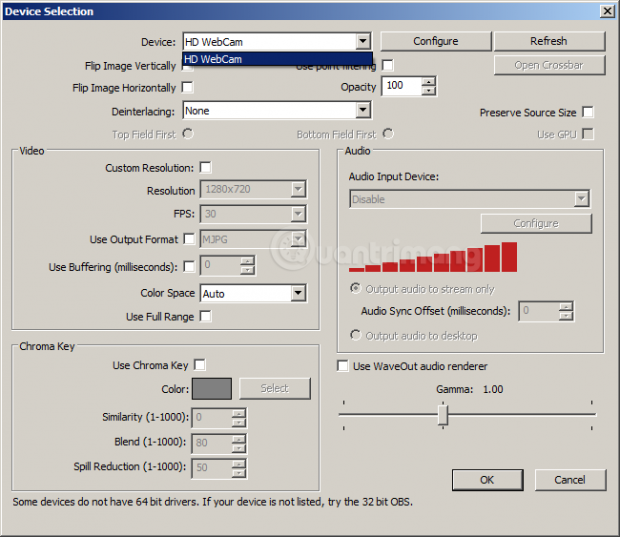 Device Selection
Device: HD WebCam Configure Refresh
HD WebCam
Flip Image Vertically Use point filtering Open Crossbar
Flip Image Horizontally Opacity 100
Deinterlacing: None Preserve Source Size
Top Field First Bottom Field First Use GPU
Video
Custom Resolution:
Resolution 1280x720
FPS: 30
Use Output Format MJPG
Use Buffering (milliseconds): 0
Color Space Auto
Use Full Range
Audio
Audio Input Device:
Disable
Configure
Quantrimang
Output audio to stream only
Audio Sync Offset (milliseconds): 0
Output audio to desktop
Chroma Key
Use Chroma Key
Color: Select
Similarity (1-1000): 0
Blend (1-1000): 80
Spill Reduction (1-1000): 50
Use WaveOut audio renderer
Gamma: 1.00
OK Cancel
Some devices do not have 64 bit drivers. If your device is not listed, try the 32 bit OBS.